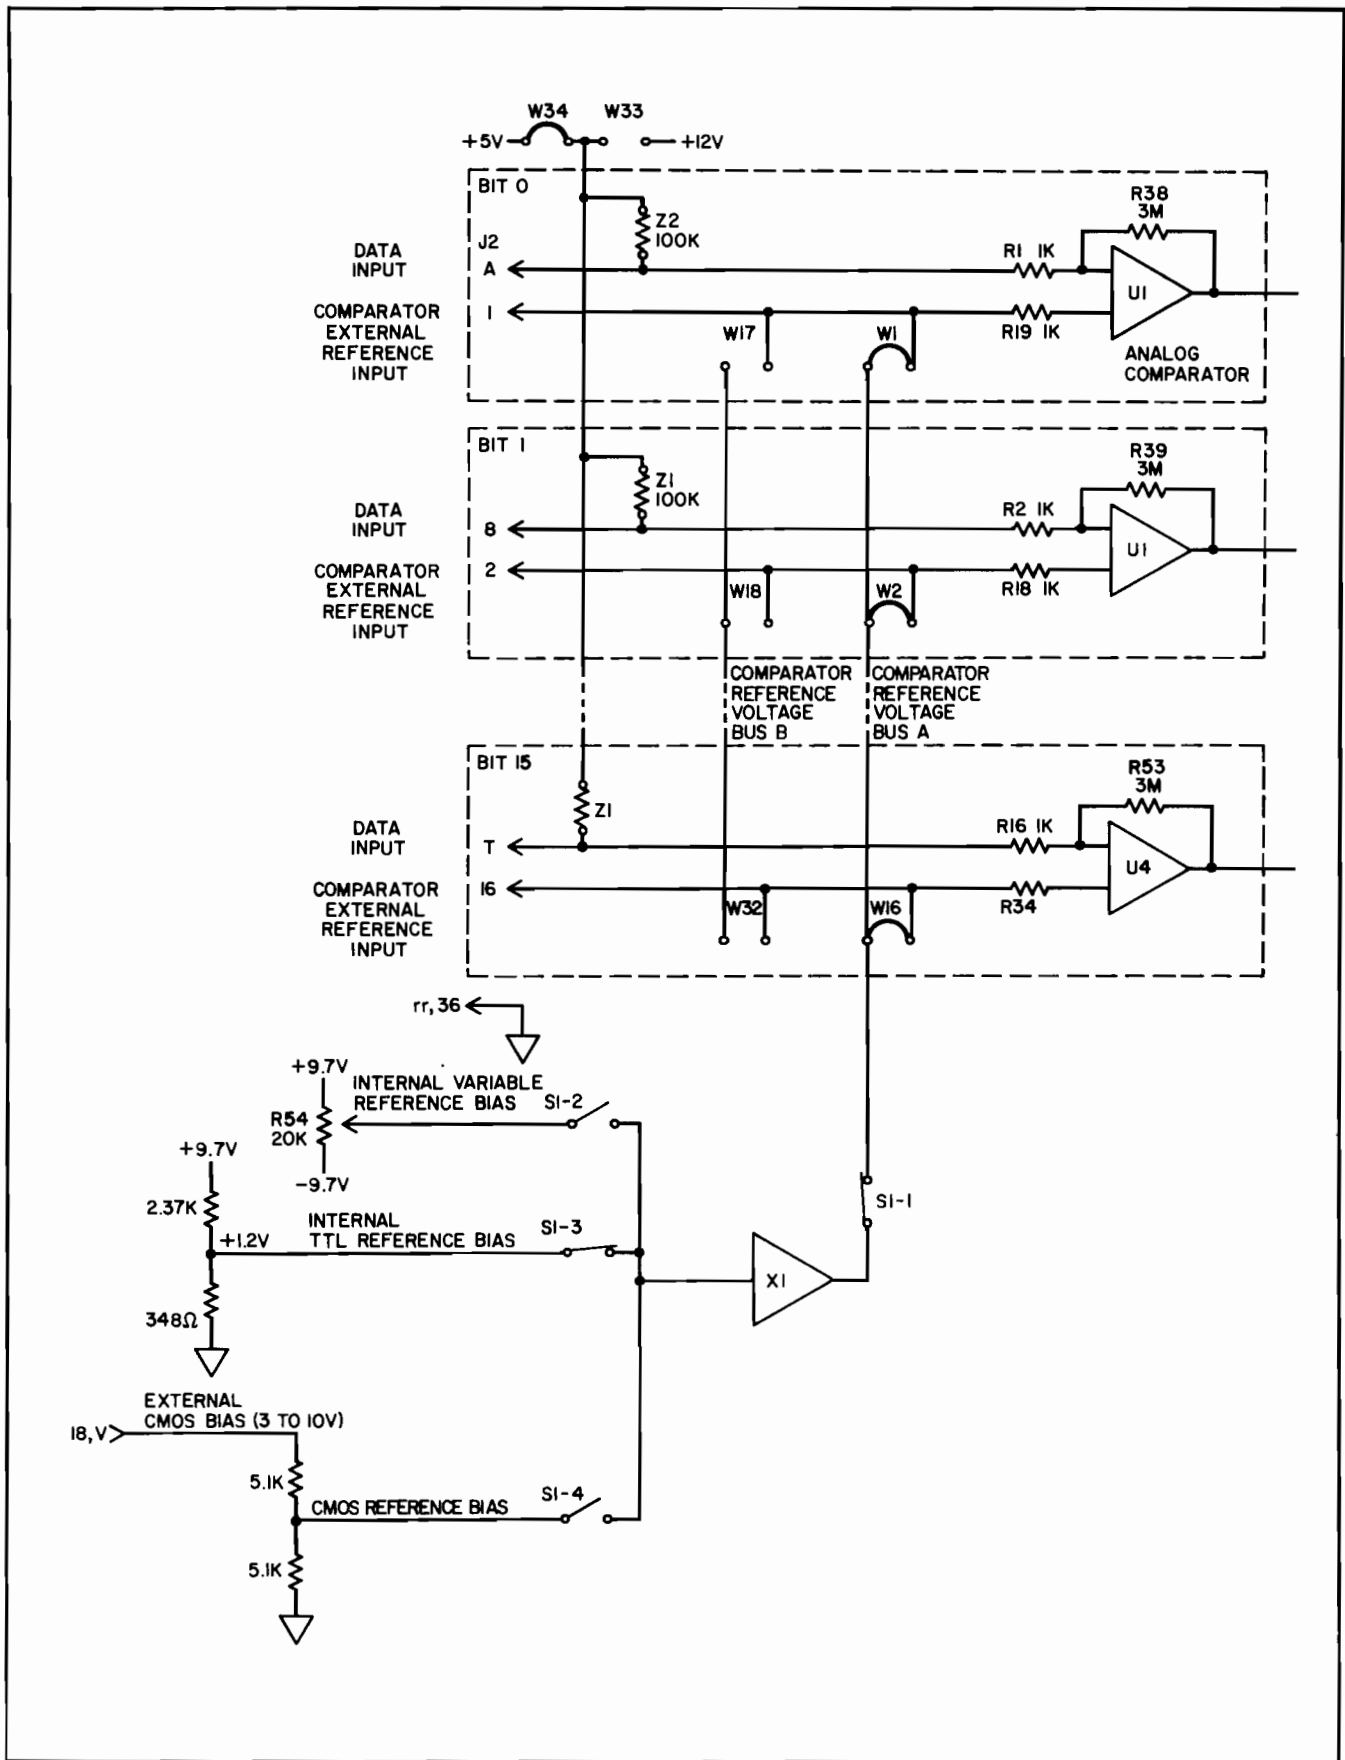 W34 W33
+5V +12V
BIT 0
R38
3M
Z2
100K
J2
DATA
INPUT
A
R1 1K
U1
COMPARATOR
EXTERNAL
REFERENCE
INPUT
1
W17
W1
R19 1K
ANALOG
COMPARATOR
BIT 1
R39
3M
Z1
100K
DATA
INPUT
8
R2 1K
U1
COMPARATOR
EXTERNAL
REFERENCE
INPUT
2
W18
W2
R18 1K
COMPARATOR
REFERENCE
VOLTAGE
BUS B
COMPARATOR
REFERENCE
VOLTAGE
BUS A
BIT 15
R53
3M
Z1
DATA
INPUT
T
R16 1K
U4
COMPARATOR
EXTERNAL
REFERENCE
INPUT
16
W32
W16
R34
rr, 36
+9.7V
INTERNAL VARIABLE
REFERENCE BIAS
S1-2
R54
20K
-9.7V
+9.7V
2.37K
+1.2V
INTERNAL
TTL REFERENCE BIAS
S1-3
S1-1
X1
348Ω
EXTERNAL
CMOS BIAS (3 TO 10V)
18, V
5.1K
CMOS REFERENCE BIAS
S1-4
5.1K